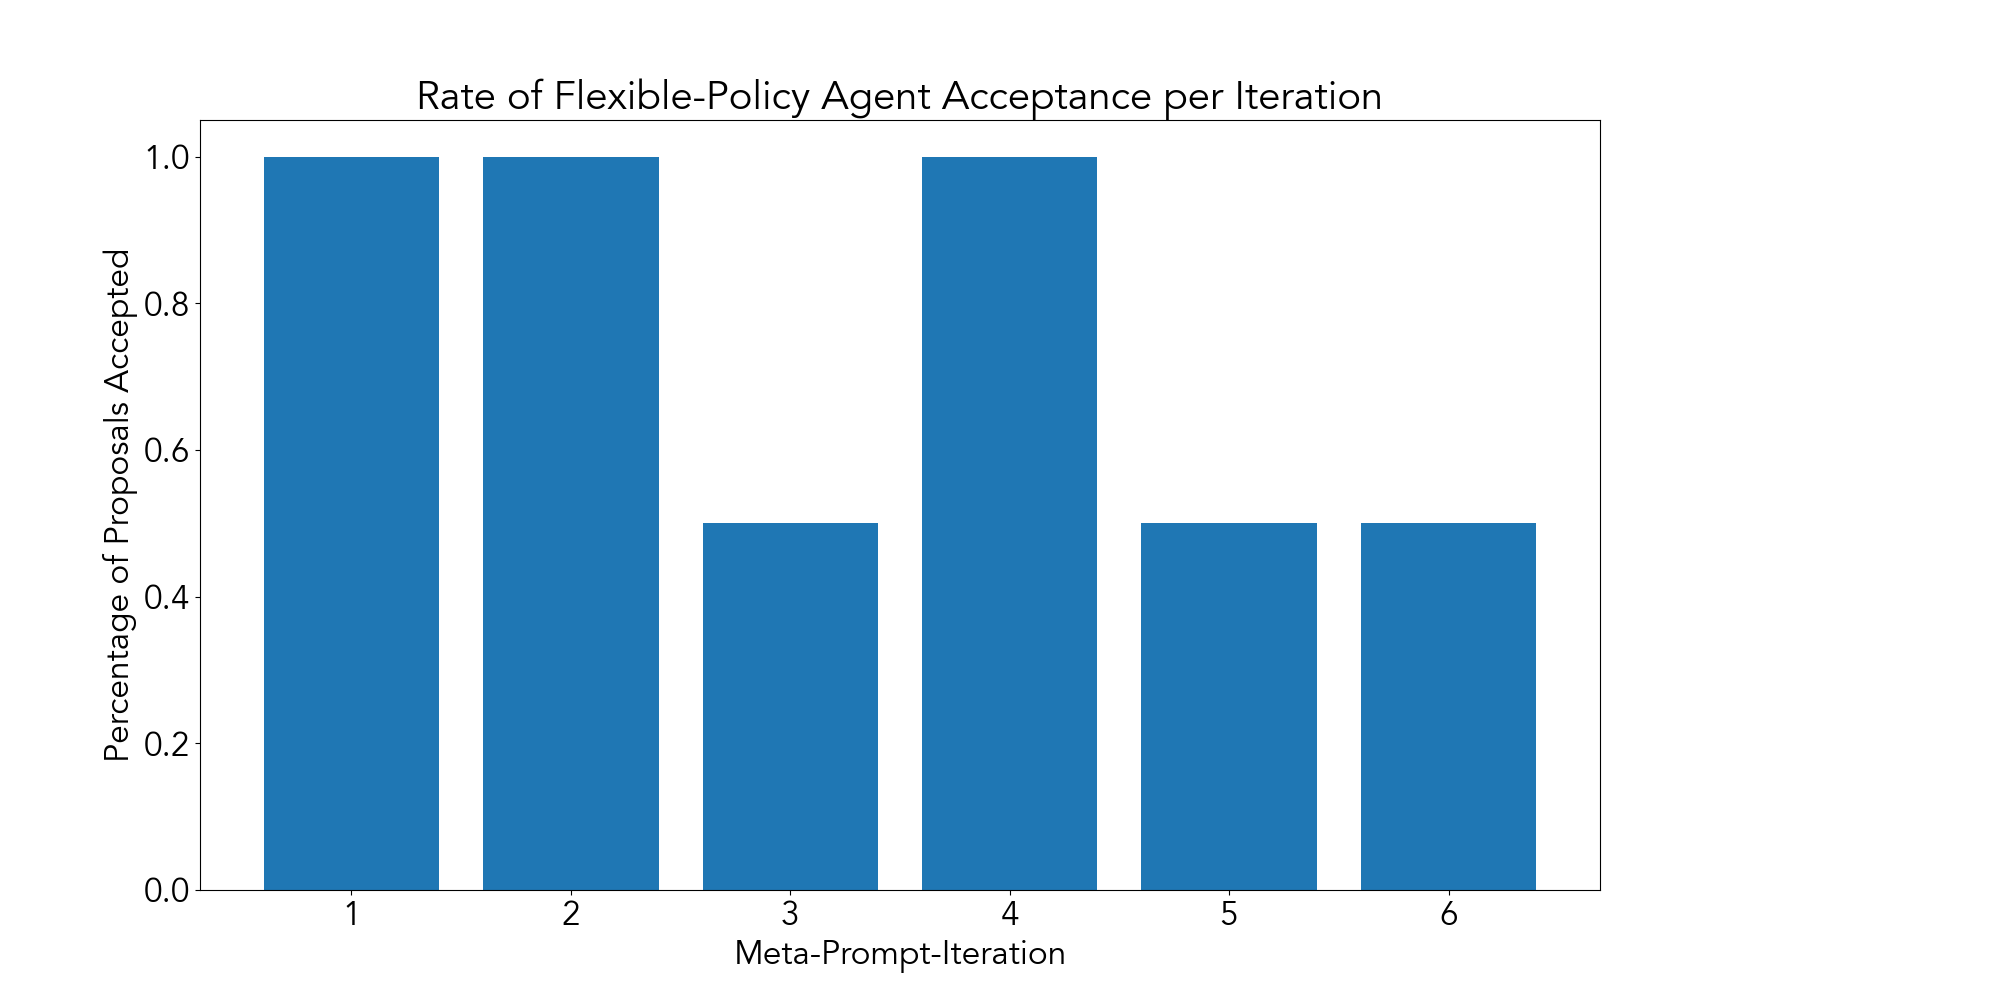 Rate of Flexible-Policy Agent Acceptance per Iteration
Percentage of Proposals Accepted
1.0
0.8
0.6
0.4
0.2
0.0
1 2 3 4 5 6
Meta-Prompt-Iteration